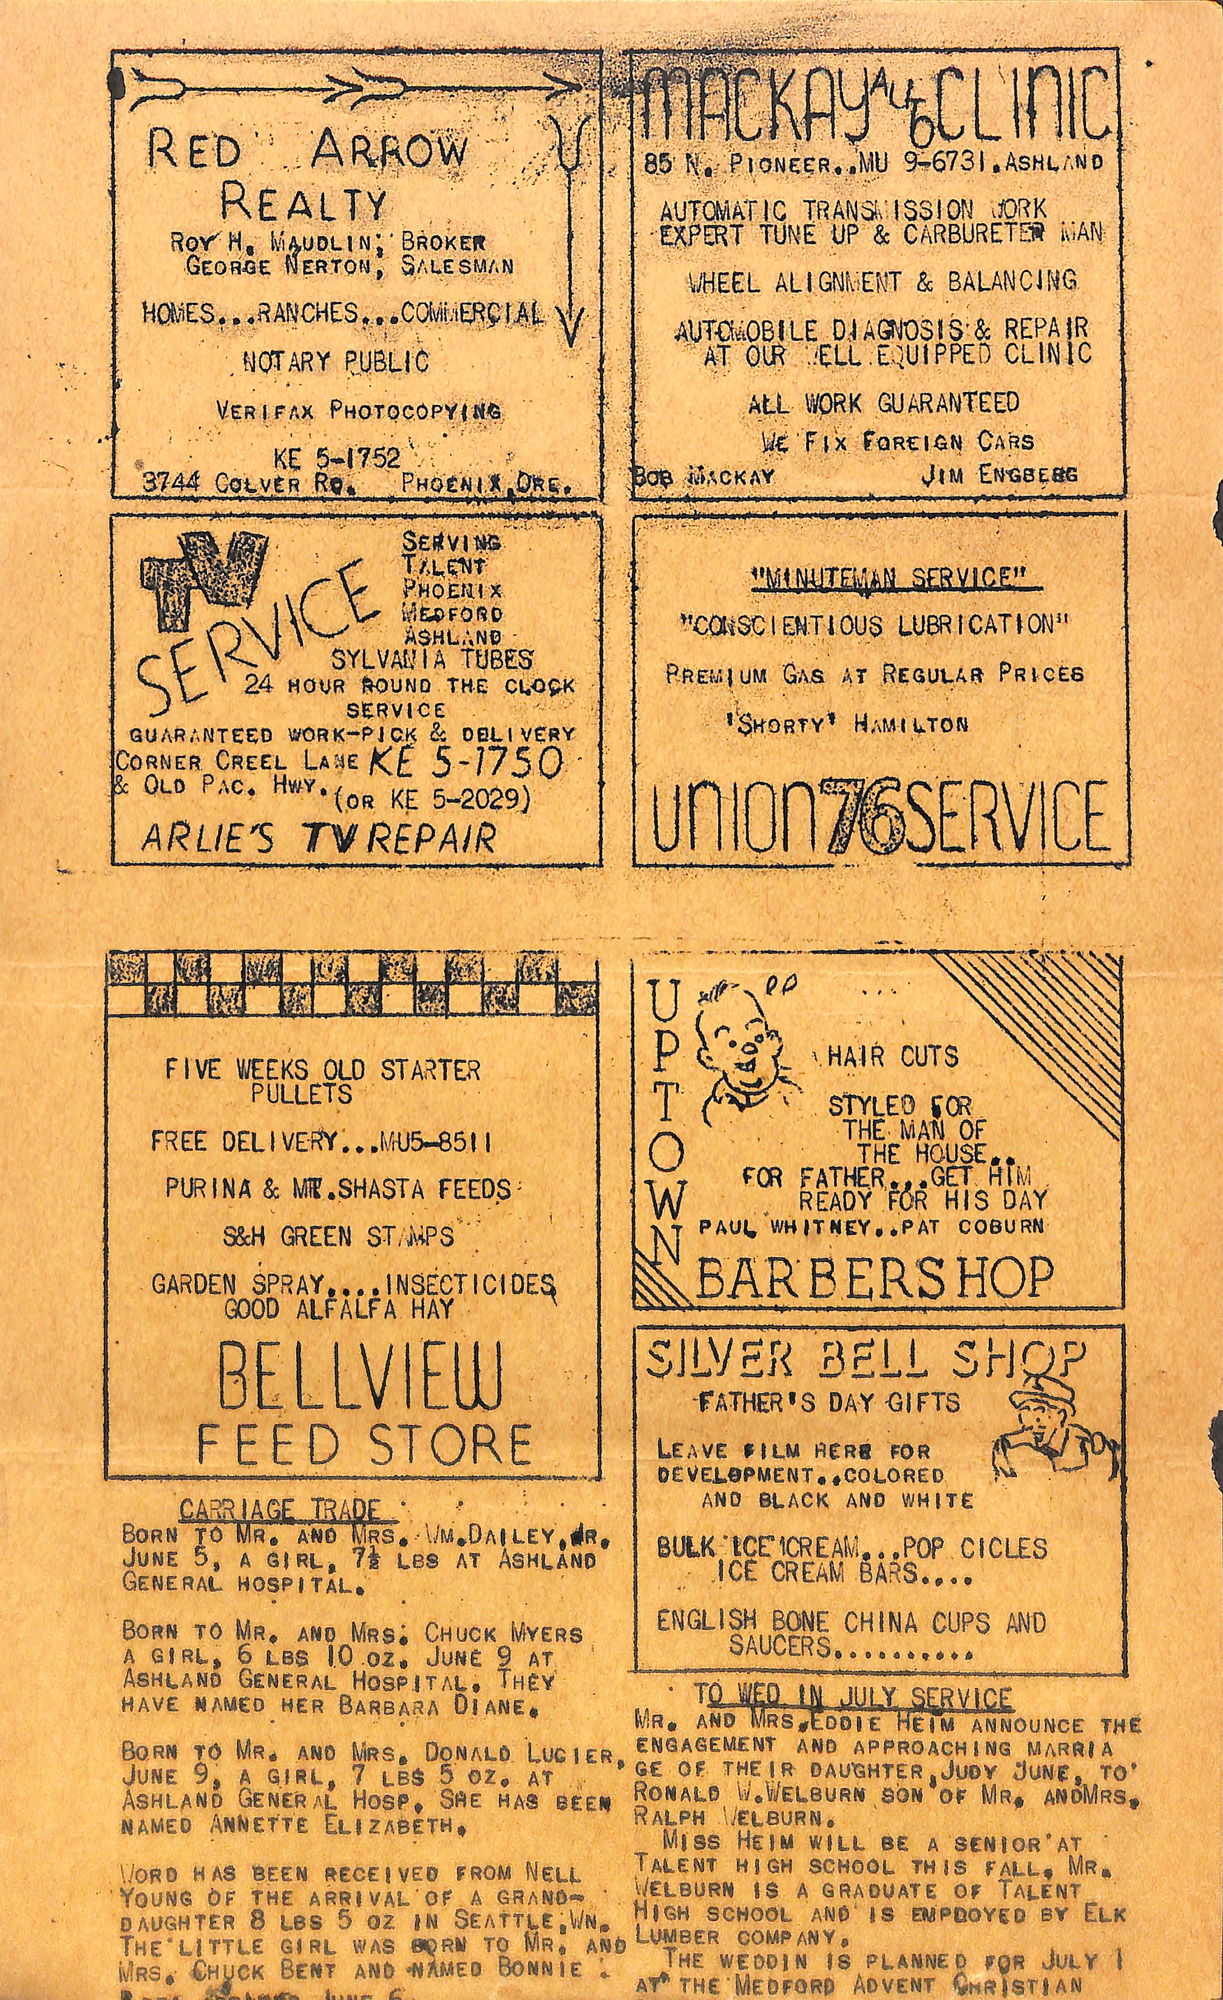 RED ARROW
REALTY
ROY H. MAUDLIN, BROKER
GEORGE NERTON, SALESMAN
HOMES...RANCHES...COMMERCIAL
NOTARY PUBLIC
VERIFAX PHOTOCOPYING
KE 5-1752
3744 COLVER RD. PHOENIX,ORE.
MACKAY AUTO CLINIC
85 N. PIONEER..MU 9-6731.ASHLAND
AUTOMATIC TRANSMISSION WORK
EXPERT TUNE UP & CARBURETER MAN
WHEEL ALIGNMENT & BALANCING
AUTOMOBILE DIAGNOSIS & REPAIR
AT OUR WELL EQUIPPED CLINIC
ALL WORK GUARANTEED
WE FIX FOREIGN CARS
BOB MACKAY JIM ENGBERG
TV
SERVICE
SERVING
TALENT
PHOENIX
MEDFORD
ASHLAND
SYLVANIA TUBES
24 HOUR ROUND THE CLOCK
SERVICE
GUARANTEED WORK-PICK & DELIVERY
CORNER CREEL LANE KE 5-1750
& OLD PAC. HWY. (OR KE 5-2029)
ARLIE'S TV REPAIR
"MINUTEMAN SERVICE"
"CONSCIENTIOUS LUBRICATION"
PREMIUM GAS AT REGULAR PRICES
'SHORTY' HAMILTON
UNION 76 SERVICE
FIVE WEEKS OLD STARTER
PULLETS
FREE DELIVERY...MU5-8511
PURINA & MT.SHASTA FEEDS
S&H GREEN STAMPS
GARDEN SPRAY....INSECTICIDES
GOOD ALFALFA HAY
BELLVIEW
FEED STORE
UPTOWN
HAIR CUTS
STYLED FOR
THE MAN OF
THE HOUSE..
FOR FATHER...GET HIM
READY FOR HIS DAY
PAUL WHITNEY..PAT COBURN
BARBERSHOP
SILVER BELL SHOP
FATHER'S DAY GIFTS
LEAVE FILM HERE FOR
DEVELOPMENT..COLORED
AND BLACK AND WHITE
BULK ICE CREAM...POP CICLES
ICE CREAM BARS....
ENGLISH BONE CHINA CUPS AND
SAUCERS..........
CARRIAGE TRADE
BORN TO MR. AND MRS. WM.DAILEY,JR.
JUNE 5, A GIRL, 7½ LBS AT ASHLAND
GENERAL HOSPITAL.
BORN TO MR. AND MRS. CHUCK MYERS
A GIRL, 6 LBS 10 OZ. JUNE 9 AT
ASHLAND GENERAL HOSPITAL. THEY
HAVE NAMED HER BARBARA DIANE.
BORN TO MR. AND MRS. DONALD LUGIER,
JUNE 9, A GIRL, 7 LBS 5 OZ. AT
ASHLAND GENERAL HOSP. SHE HAS BEEN
NAMED ANNETTE ELIZABETH.
WORD HAS BEEN RECEIVED FROM NELL
YOUNG OF THE ARRIVAL OF A GRAND-
DAUGHTER 8 LBS 5 OZ IN SEATTLE,WN.
THE LITTLE GIRL WAS BORN TO MR. AND
MRS. CHUCK BENT AND NAMED BONNIE
JUNE 6
TO WED IN JULY SERVICE
MR. AND MRS.EDDIE HEIM ANNOUNCE THE
ENGAGEMENT AND APPROACHING MARRIA
GE OF THEIR DAUGHTER,JUDY JUNE, TO
RONALD W.WELBURN SON OF MR. ANDMRS.
RALPH WELBURN.
MISS HEIM WILL BE A SENIOR AT
TALENT HIGH SCHOOL THIS FALL. MR.
WELBURN IS A GRADUATE OF TALENT
HIGH SCHOOL AND IS EMPDOYED BY ELK
LUMBER COMPANY.
THE WEDDIN IS PLANNED FOR JULY 1
AT THE MEDFORD ADVENT CHRISTIAN